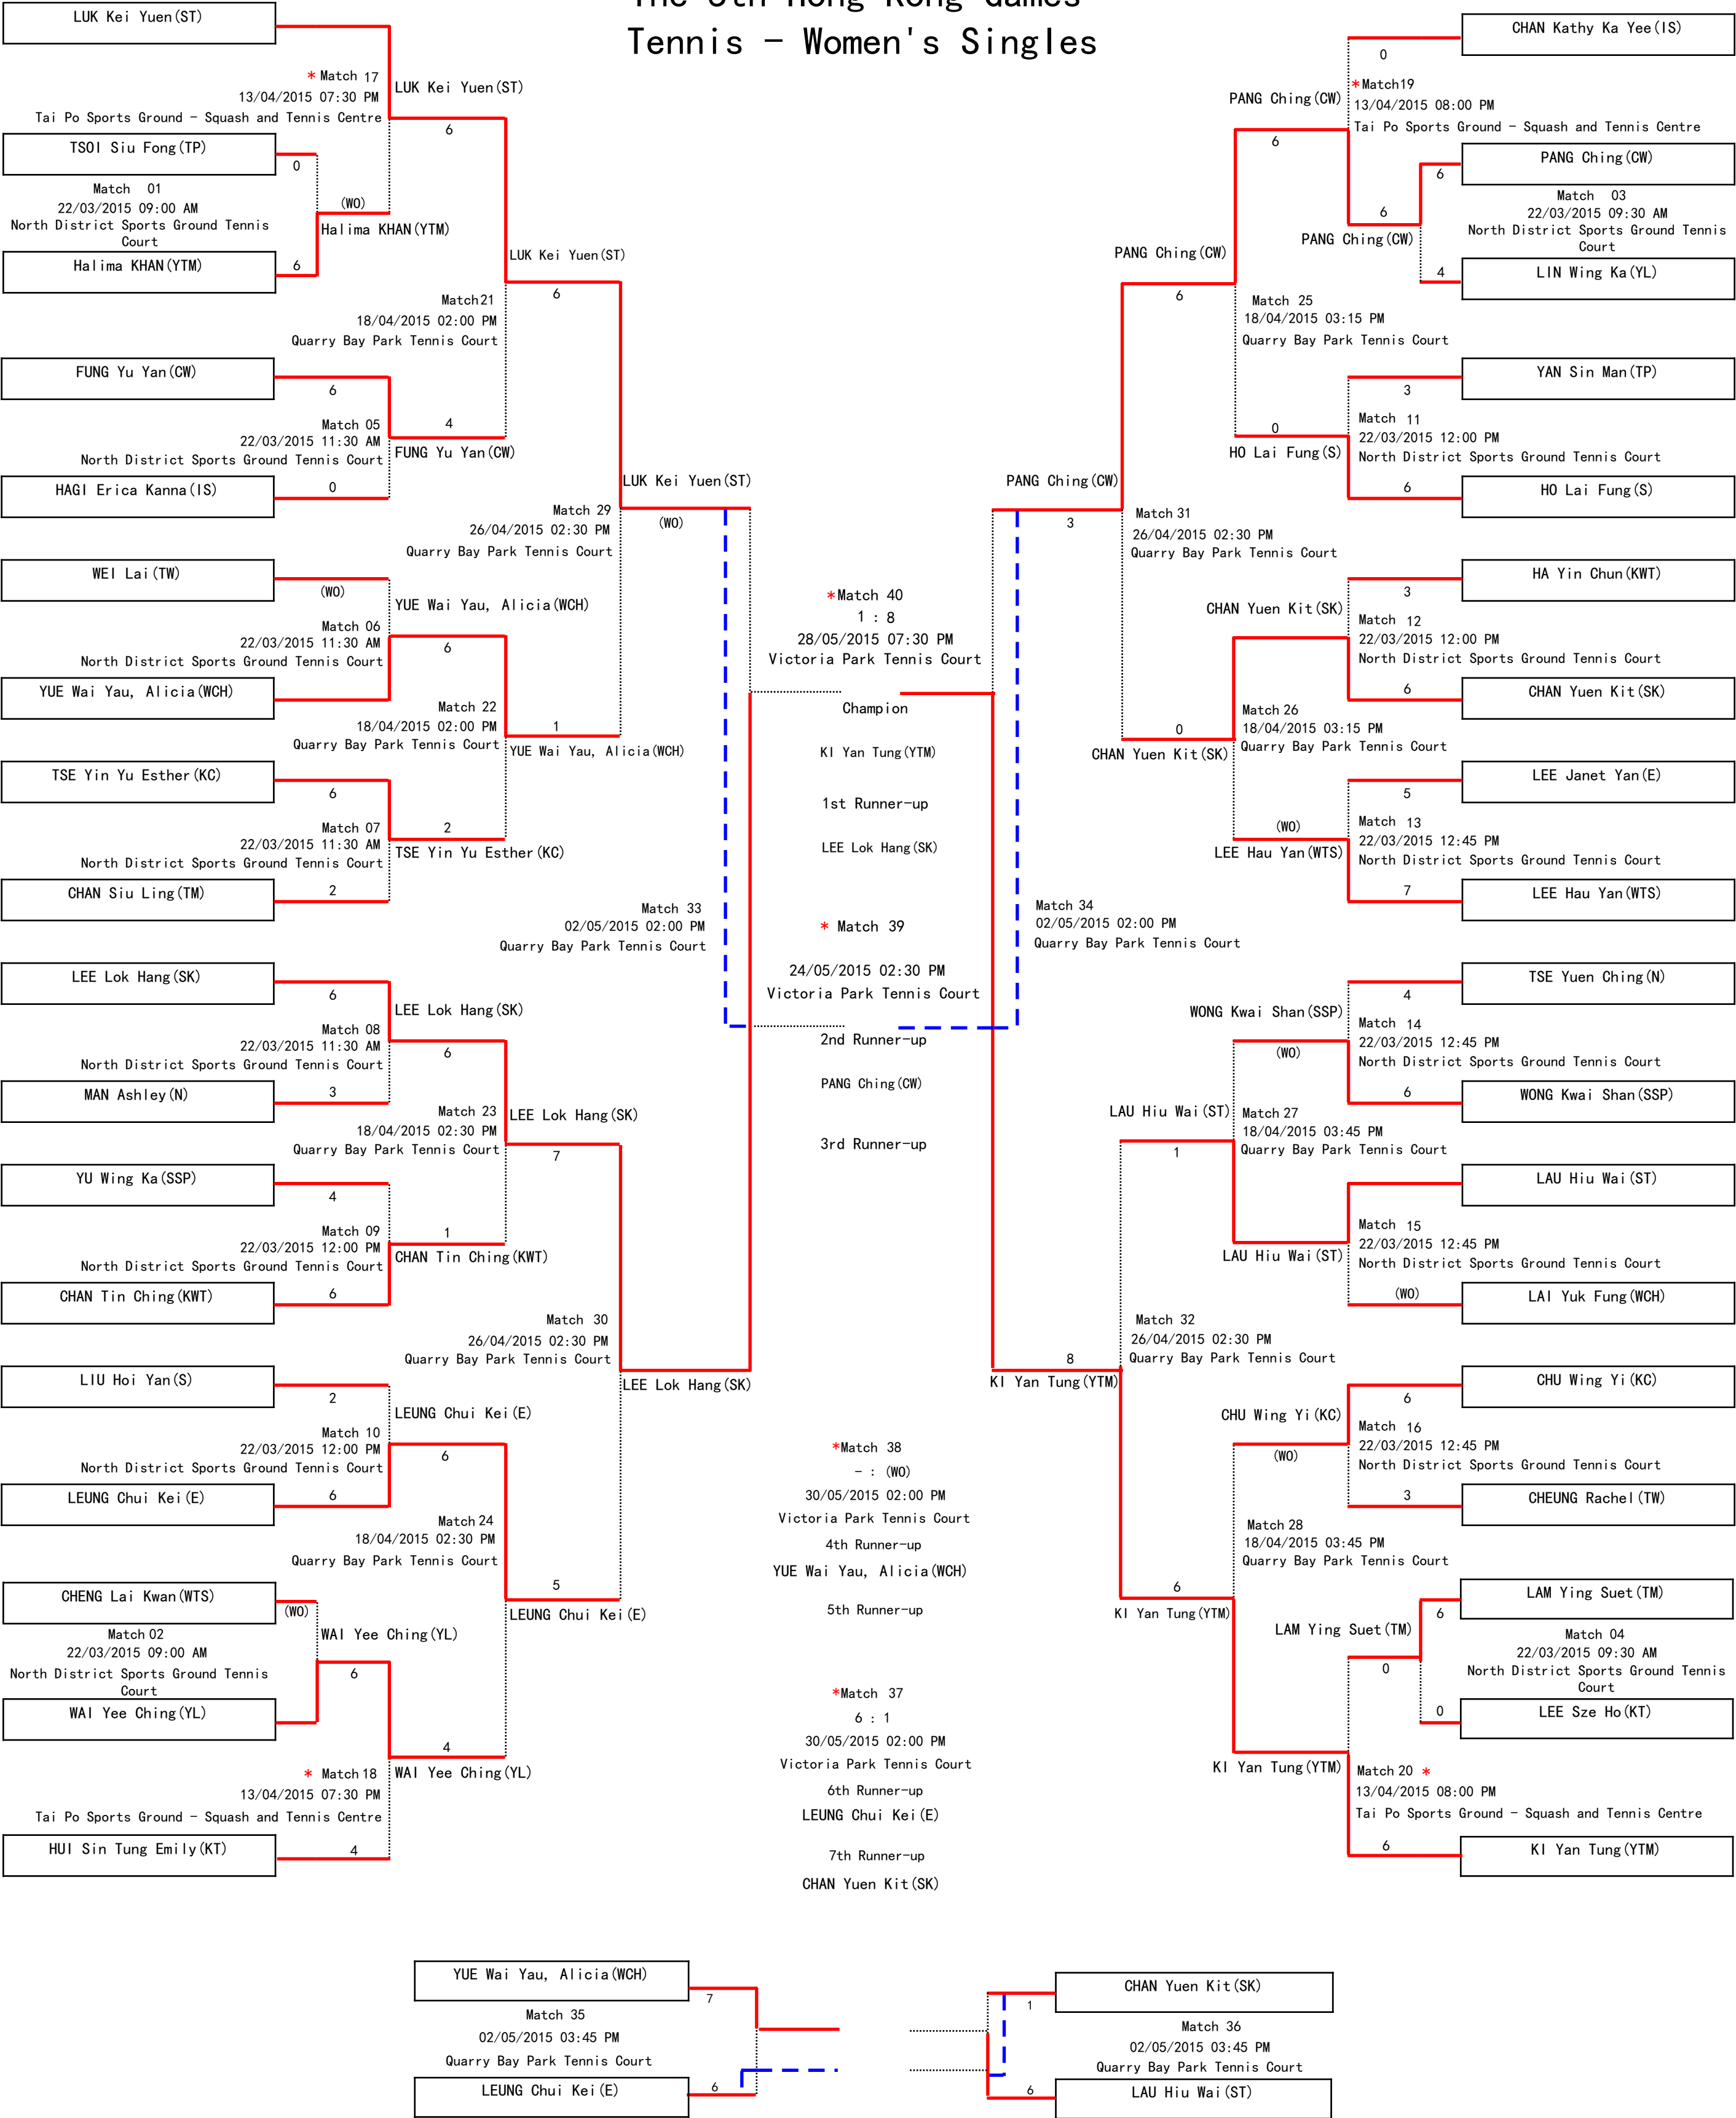 Tennis - Women's Singles
LUK Kei Yuen(ST)
* Match 17
13/04/2015 07:30 PM
Tai Po Sports Ground - Squash and Tennis Centre
LUK Kei Yuen(ST)
6
TSOI Siu Fong(TP)
0
Match 01
22/03/2015 09:00 AM
North District Sports Ground Tennis
Court
(WO)
Halima KHAN(YTM)
Halima KHAN(YTM)
6
LUK Kei Yuen(ST)
6
Match21
18/04/2015 02:00 PM
Quarry Bay Park Tennis Court
FUNG Yu Yan(CW)
6
Match 05
22/03/2015 11:30 AM
North District Sports Ground Tennis Court
4
FUNG Yu Yan(CW)
HAGI Erica Kanna(IS)
0
LUK Kei Yuen(ST)
(WO)
Match 29
26/04/2015 02:30 PM
Quarry Bay Park Tennis Court
WEI Lai(TW)
(WO)
YUE Wai Yau, Alicia(WCH)
Match 06
22/03/2015 11:30 AM
North District Sports Ground Tennis Court
6
YUE Wai Yau, Alicia(WCH)
Match 22
18/04/2015 02:00 PM
Quarry Bay Park Tennis Court
1
YUE Wai Yau, Alicia(WCH)
TSE Yin Yu Esther(KC)
6
Match 07
22/03/2015 11:30 AM
North District Sports Ground Tennis Court
2
TSE Yin Yu Esther(KC)
CHAN Siu Ling(TM)
2
Match 33
02/05/2015 02:00 PM
Quarry Bay Park Tennis Court
LEE Lok Hang(SK)
6
LEE Lok Hang(SK)
Match 08
22/03/2015 11:30 AM
North District Sports Ground Tennis Court
6
MAN Ashley(N)
3
Match 23
18/04/2015 02:30 PM
Quarry Bay Park Tennis Court
LEE Lok Hang(SK)
7
YU Wing Ka(SSP)
4
Match 09
22/03/2015 12:00 PM
North District Sports Ground Tennis Court
1
CHAN Tin Ching(KWT)
CHAN Tin Ching(KWT)
6
Match 30
26/04/2015 02:30 PM
Quarry Bay Park Tennis Court
LEE Lok Hang(SK)
LIU Hoi Yan(S)
2
LEUNG Chui Kei(E)
Match 10
22/03/2015 12:00 PM
North District Sports Ground Tennis Court
6
LEUNG Chui Kei(E)
6
Match 24
18/04/2015 02:30 PM
Quarry Bay Park Tennis Court
5
LEUNG Chui Kei(E)
CHENG Lai Kwan(WTS)
(WO)
Match 02
22/03/2015 09:00 AM
North District Sports Ground Tennis
Court
WAI Yee Ching(YL)
6
WAI Yee Ching(YL)
4
WAI Yee Ching(YL)
* Match 18
13/04/2015 07:30 PM
Tai Po Sports Ground - Squash and Tennis Centre
HUI Sin Tung Emily(KT)
4
*Match 40
1 : 8
28/05/2015 07:30 PM
Victoria Park Tennis Court
Champion
KI Yan Tung(YTM)
1st Runner-up
LEE Lok Hang(SK)
* Match 39
24/05/2015 02:30 PM
Victoria Park Tennis Court
2nd Runner-up
PANG Ching(CW)
3rd Runner-up
*Match 38
- : (WO)
30/05/2015 02:00 PM
Victoria Park Tennis Court
4th Runner-up
YUE Wai Yau, Alicia(WCH)
5th Runner-up
*Match 37
6 : 1
30/05/2015 02:00 PM
Victoria Park Tennis Court
6th Runner-up
LEUNG Chui Kei(E)
7th Runner-up
CHAN Yuen Kit(SK)
CHAN Kathy Ka Yee(IS)
0
*Match19
13/04/2015 08:00 PM
Tai Po Sports Ground - Squash and Tennis Centre
PANG Ching(CW)
6
PANG Ching(CW)
6
Match 03
22/03/2015 09:30 AM
North District Sports Ground Tennis
Court
6
PANG Ching(CW)
LIN Wing Ka(YL)
4
PANG Ching(CW)
6
Match 25
18/04/2015 03:15 PM
Quarry Bay Park Tennis Court
YAN Sin Man(TP)
3
Match 11
22/03/2015 12:00 PM
North District Sports Ground Tennis Court
0
HO Lai Fung(S)
HO Lai Fung(S)
6
PANG Ching(CW)
3
Match 31
26/04/2015 02:30 PM
Quarry Bay Park Tennis Court
HA Yin Chun(KWT)
3
CHAN Yuen Kit(SK)
Match 12
22/03/2015 12:00 PM
North District Sports Ground Tennis Court
CHAN Yuen Kit(SK)
6
Match 26
18/04/2015 03:15 PM
Quarry Bay Park Tennis Court
0
CHAN Yuen Kit(SK)
LEE Janet Yan(E)
5
Match 13
22/03/2015 12:45 PM
North District Sports Ground Tennis Court
(WO)
LEE Hau Yan(WTS)
LEE Hau Yan(WTS)
7
Match 34
02/05/2015 02:00 PM
Quarry Bay Park Tennis Court
TSE Yuen Ching(N)
4
WONG Kwai Shan(SSP)
Match 14
22/03/2015 12:45 PM
North District Sports Ground Tennis Court
(WO)
WONG Kwai Shan(SSP)
6
LAU Hiu Wai(ST)
1
Match 27
18/04/2015 03:45 PM
Quarry Bay Park Tennis Court
LAU Hiu Wai(ST)
Match 15
22/03/2015 12:45 PM
North District Sports Ground Tennis Court
LAU Hiu Wai(ST)
LAI Yuk Fung(WCH)
(WO)
Match 32
26/04/2015 02:30 PM
Quarry Bay Park Tennis Court
8
KI Yan Tung(YTM)
CHU Wing Yi(KC)
6
CHU Wing Yi(KC)
Match 16
22/03/2015 12:45 PM
North District Sports Ground Tennis Court
(WO)
CHEUNG Rachel(TW)
3
Match 28
18/04/2015 03:45 PM
Quarry Bay Park Tennis Court
6
KI Yan Tung(YTM)
LAM Ying Suet(TM)
6
LAM Ying Suet(TM)
0
Match 04
22/03/2015 09:30 AM
North District Sports Ground Tennis
Court
LEE Sze Ho(KT)
0
KI Yan Tung(YTM)
Match 20 *
13/04/2015 08:00 PM
Tai Po Sports Ground - Squash and Tennis Centre
KI Yan Tung(YTM)
6
YUE Wai Yau, Alicia(WCH)
7
Match 35
02/05/2015 03:45 PM
Quarry Bay Park Tennis Court
LEUNG Chui Kei(E)
6
CHAN Yuen Kit(SK)
1
Match 36
02/05/2015 03:45 PM
Quarry Bay Park Tennis Court
LAU Hiu Wai(ST)
6